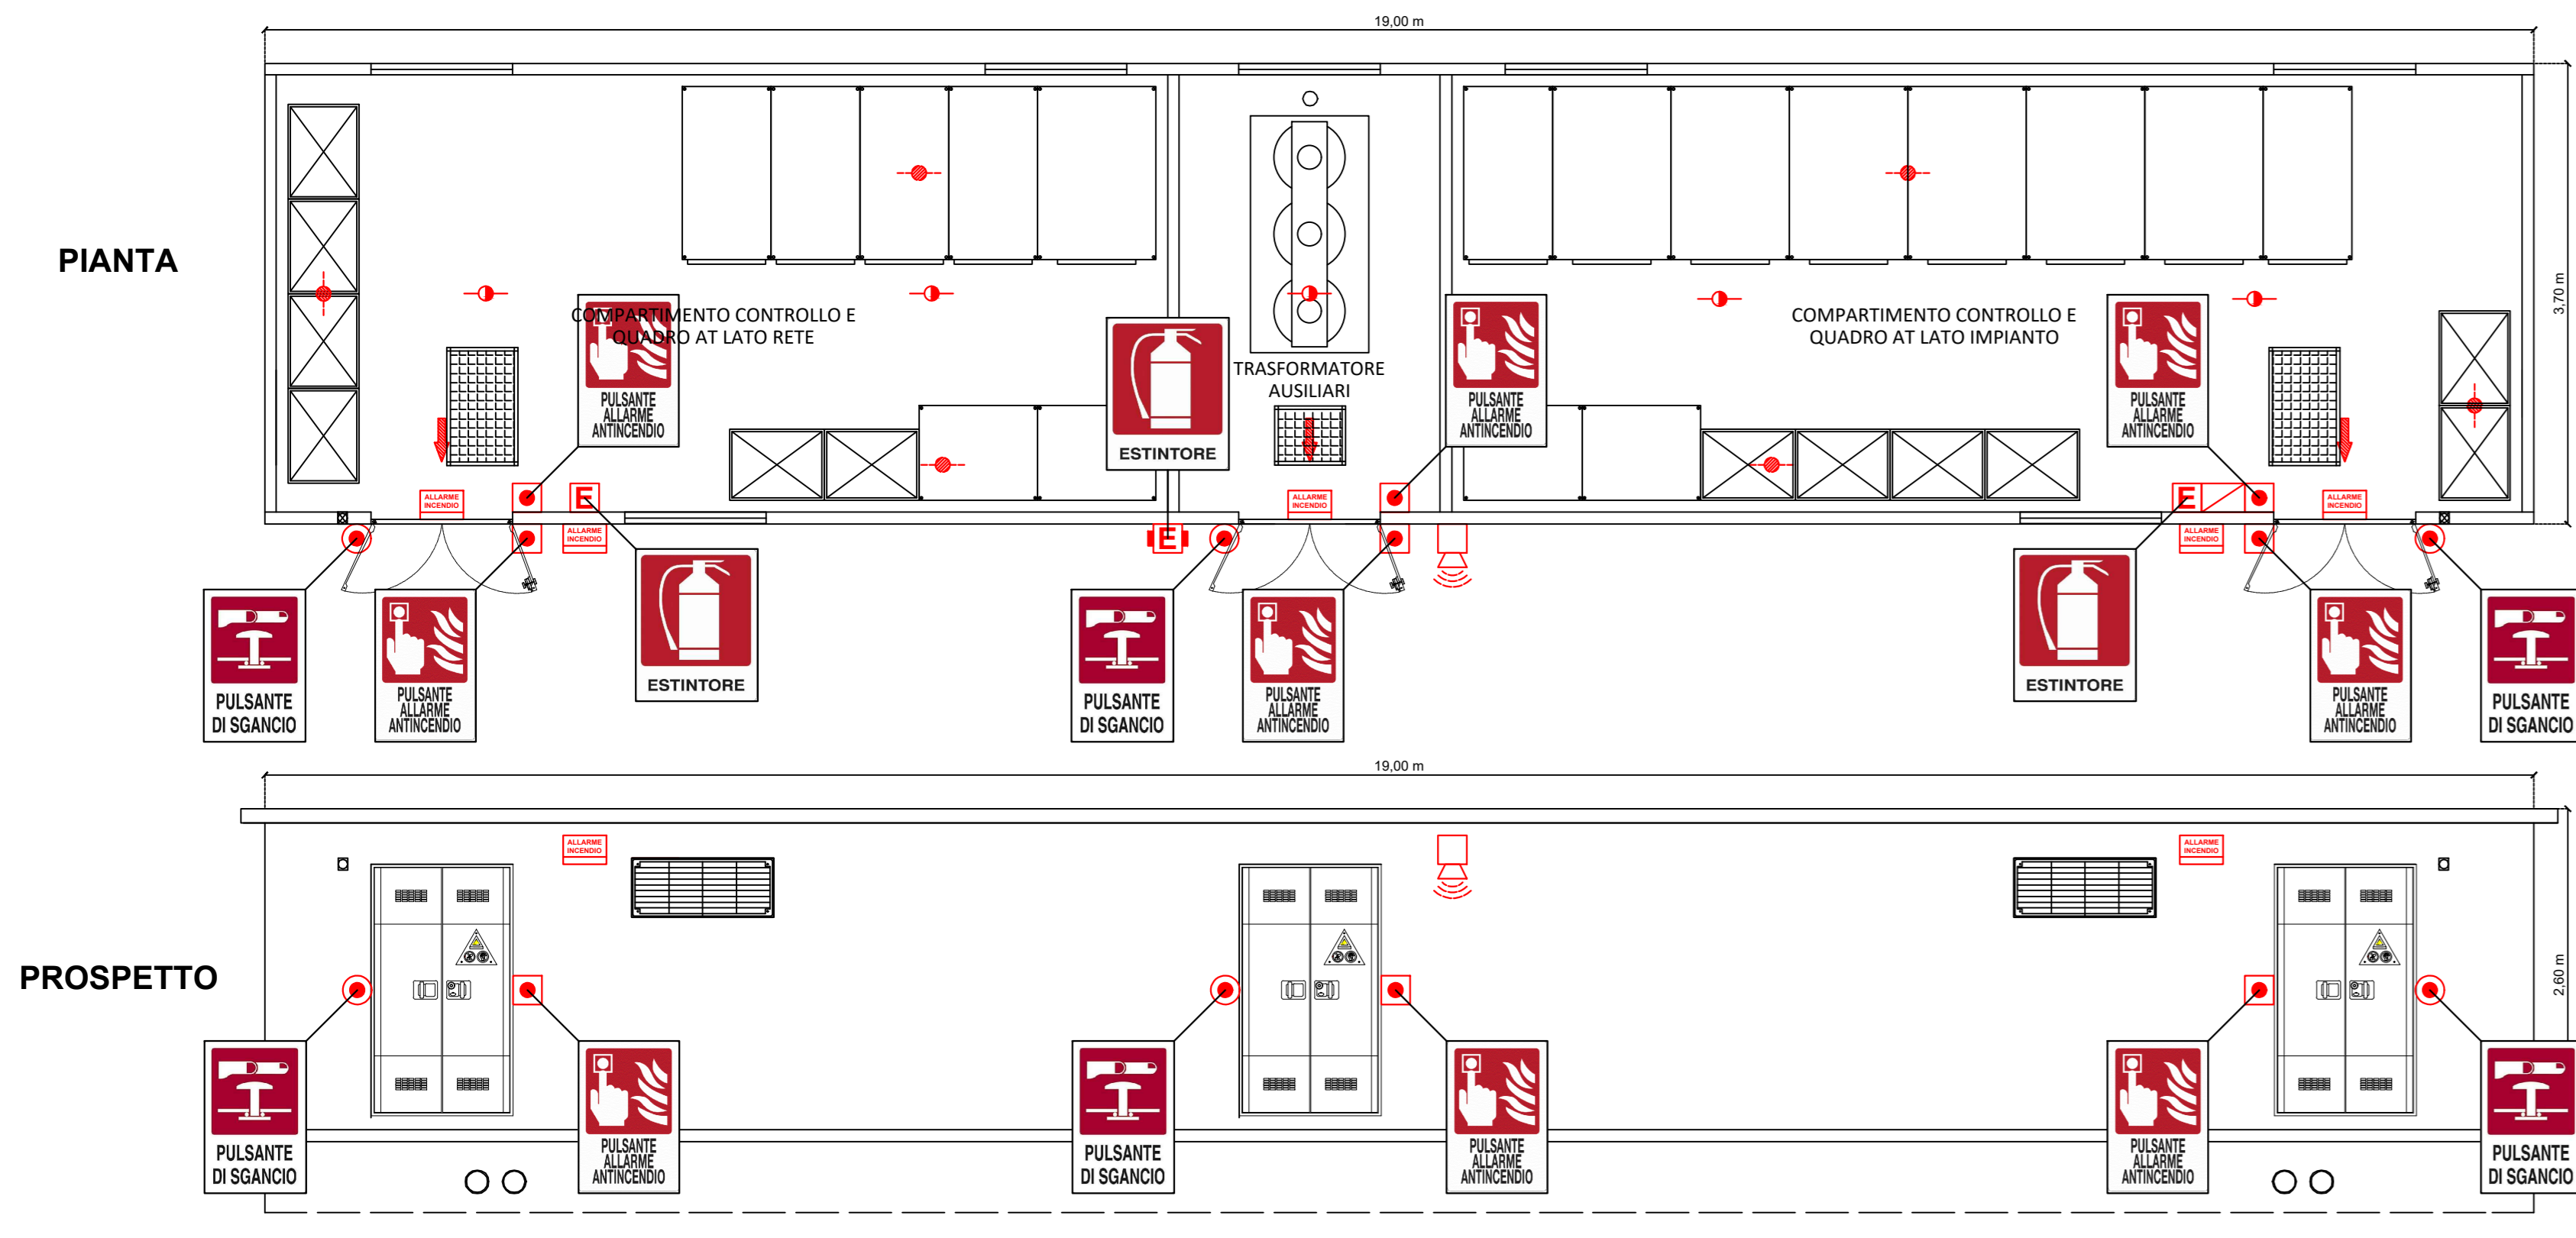 19,00 m
PIANTA
3,70 m
COMPARTIMENTO CONTROLLO E
QUADRO AT LATO RETE
COMPARTIMENTO CONTROLLO E
QUADRO AT LATO IMPIANTO
TRASFORMATORE
AUSILIARI
PULSANTE
ALLARME
ANTINCENDIO
ESTINTORE
PULSANTE
ALLARME
ANTINCENDIO
PULSANTE
ALLARME
ANTINCENDIO
ALLARME
INCENDIO
E
ALLARME
INCENDIO
E
ALLARME
INCENDIO
ALLARME
INCENDIO
E
ALLARME
INCENDIO
ALLARME
INCENDIO
PULSANTE
DI SGANCIO
PULSANTE
ALLARME
ANTINCENDIO
ESTINTORE
PULSANTE
DI SGANCIO
PULSANTE
ALLARME
ANTINCENDIO
ESTINTORE
PULSANTE
ALLARME
ANTINCENDIO
PULSANTE
DI SGANCIO
19,00 m
ALLARME
INCENDIO
ALLARME
INCENDIO
PROSPETTO
2,60 m
PULSANTE
DI SGANCIO
PULSANTE
ALLARME
ANTINCENDIO
PULSANTE
DI SGANCIO
PULSANTE
ALLARME
ANTINCENDIO
PULSANTE
ALLARME
ANTINCENDIO
PULSANTE
DI SGANCIO